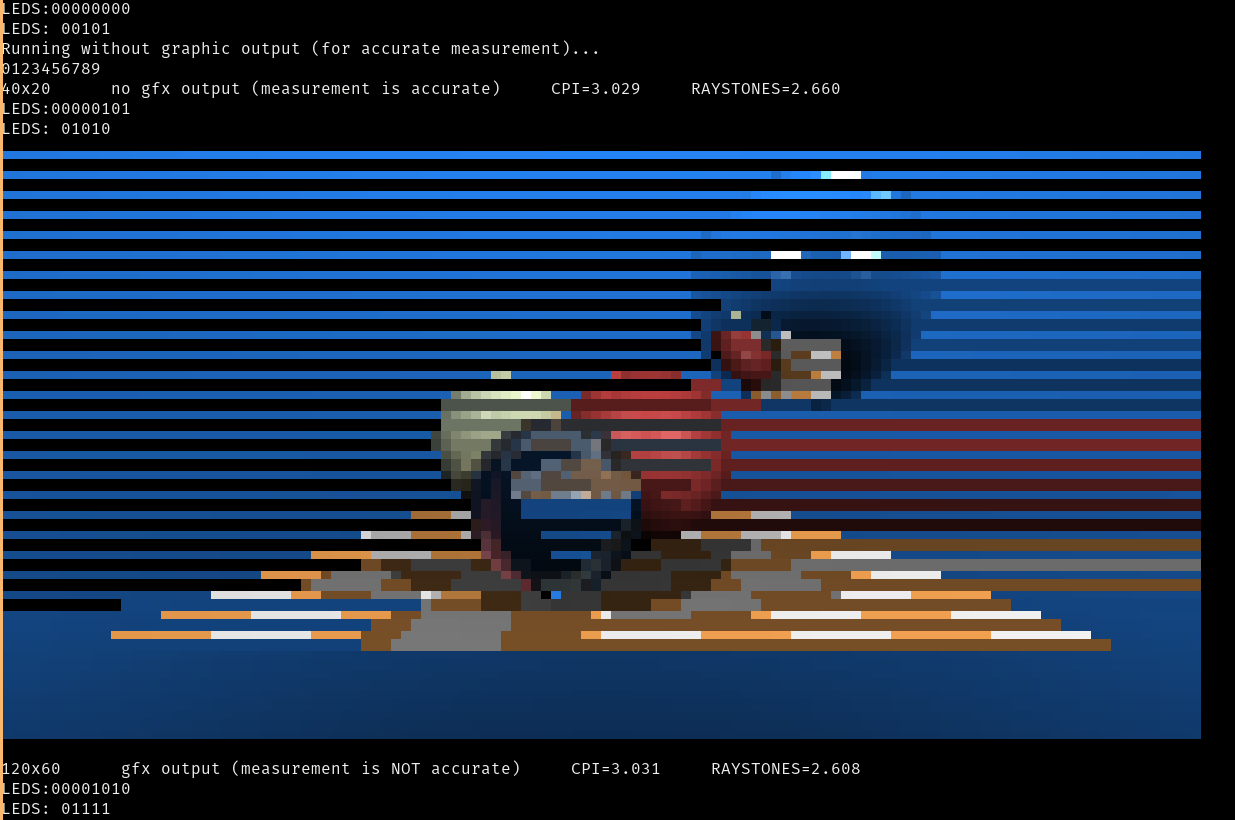 LEDS:00000000
LEDS: 00101
Running without graphic output (for accurate measurement)...
0123456789
40x20      no gfx output (measurement is accurate)     CPI=3.029     RAYSTONES=2.660
LEDS:00000101
LEDS: 01010
120x60      gfx output (measurement is NOT accurate)     CPI=3.031     RAYSTONES=2.608
LEDS:00001010
LEDS: 01111